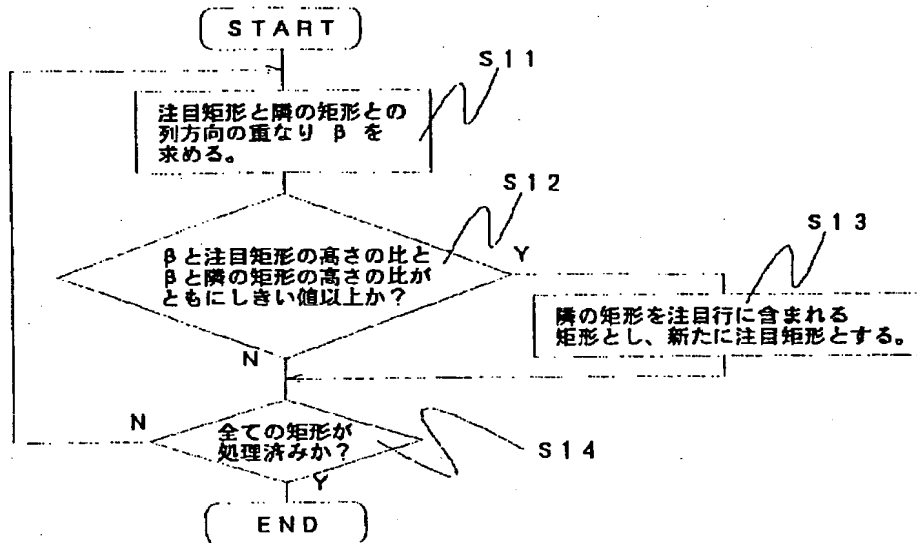 START
S11
注目矩形と隣の矩形との
列方向の重なり β を
求める。
S12
βと注目矩形の高さの比と
βと隣の矩形の高さの比が
ともにしきい値以上か?
Y
S13
隣の矩形を注目行に含まれる
矩形とし、新たに注目矩形とする。
N
N
全ての矩形が
処理済みか?
S14
Y
END